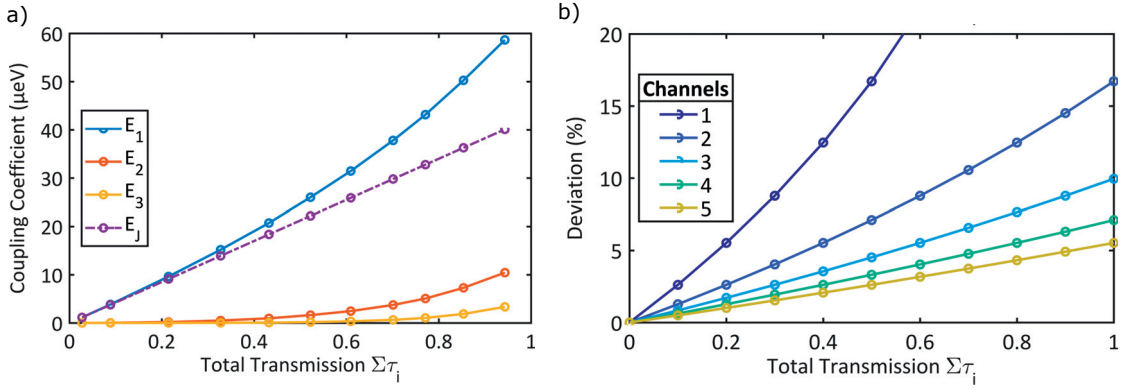 a)
Coupling Coefficient (μeV)
60
50
40
30
20
10
0
E1
E2
E3
EJ
0 0.2 0.4 0.6 0.8 1
Total Transmission Στi
b)
Deviation (%)
20
15
10
5
0
Channels
1
2
3
4
5
0 0.2 0.4 0.6 0.8 1
Total Transmission Στi